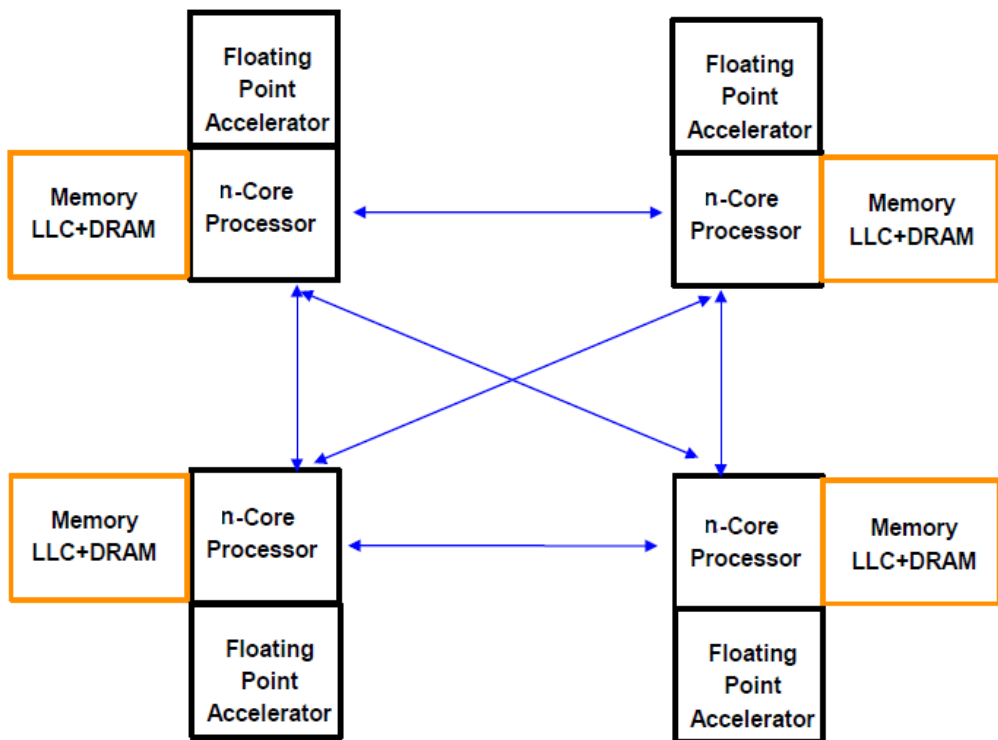 Floating
Point
Accelerator
Floating
Point
Accelerator
Memory
LLC+DRAM
n-Core
Processor
n-Core
Processor
Memory
LLC+DRAM
Memory
LLC+DRAM
n-Core
Processor
n-Core
Processor
Memory
LLC+DRAM
Floating
Point
Accelerator
Floating
Point
Accelerator